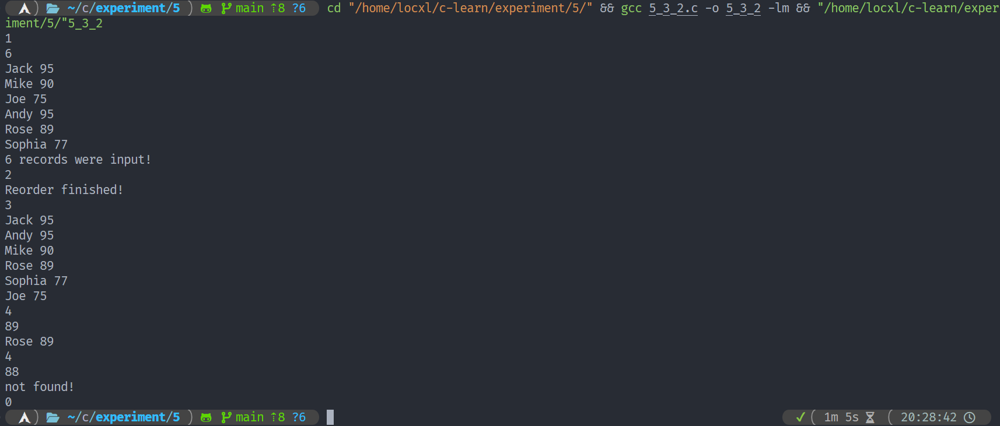 ~/c/experiment/5 ) main ⇡8 ?6 cd "/home/locxl/c-learn/experiment/5/" && gcc 5_3_2.c -o 5_3_2 -lm && "/home/locxl/c-learn/exper
iment/5/"5_3_2
1
6
Jack 95
Mike 90
Joe 75
Andy 95
Rose 89
Sophia 77
6 records were input!
2
Reorder finished!
3
Jack 95
Andy 95
Mike 90
Rose 89
Sophia 77
Joe 75
4
89
Rose 89
4
88
not found!
0
~/c/experiment/5 ) main ⇡8 ?6 ✓ ( 1m 5s ( 20:28:42